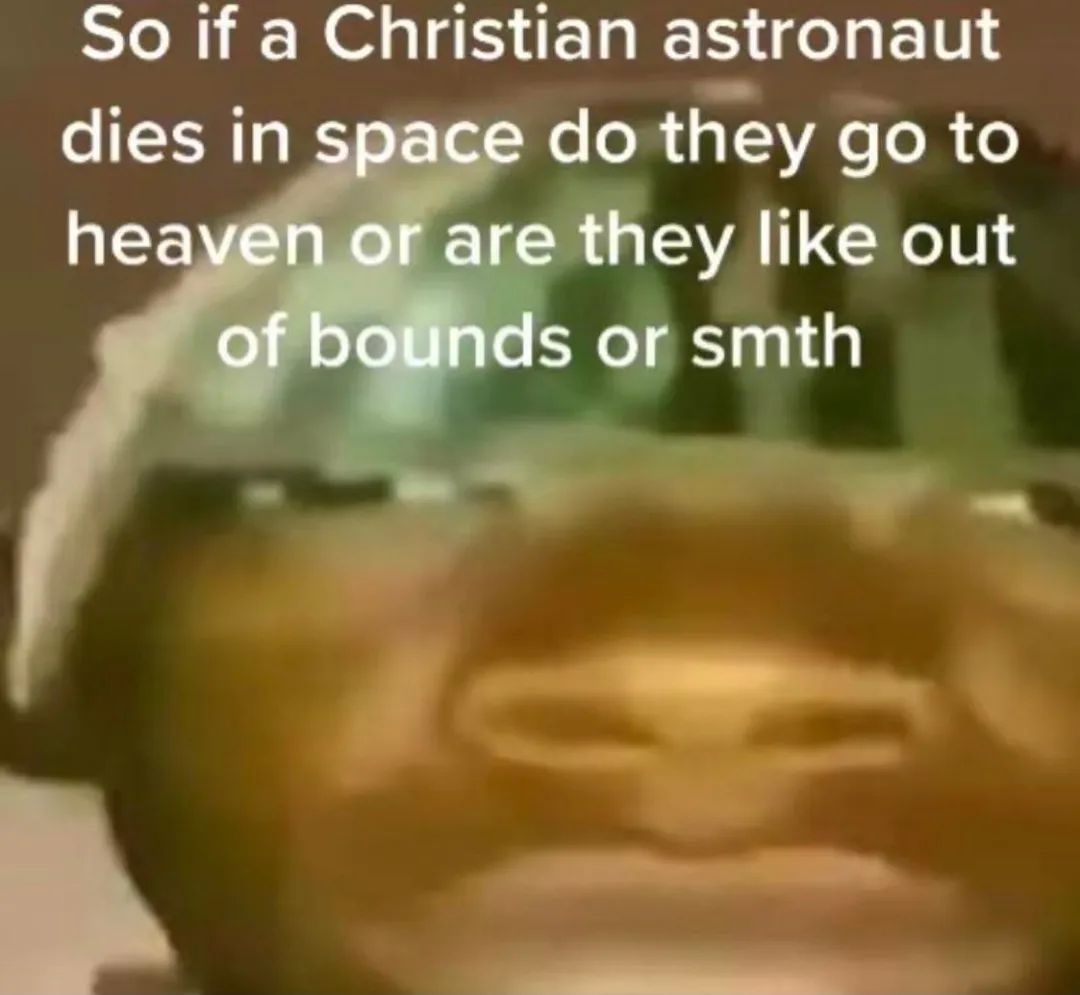 So if a Christian astronaut
dies in space do they go to
heaven or are they like out
of bounds or smth